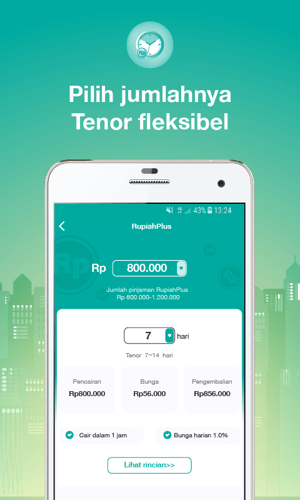 Rp
Pilih jumlahnya
Tenor fleksibel
43% 13:24
RupiahPlus
Rp
Rp 800.000
Jumlah pinjaman RupiahPlus
Rp 600.000-1.200.000
7 hari
Tenor 7~14 hari
Pencairan Bunga Pengembalian
Rp800.000 Rp56.000 Rp856.000
Cair dalam 1 jam Bunga harian 1.0%
Lihat rincian>>